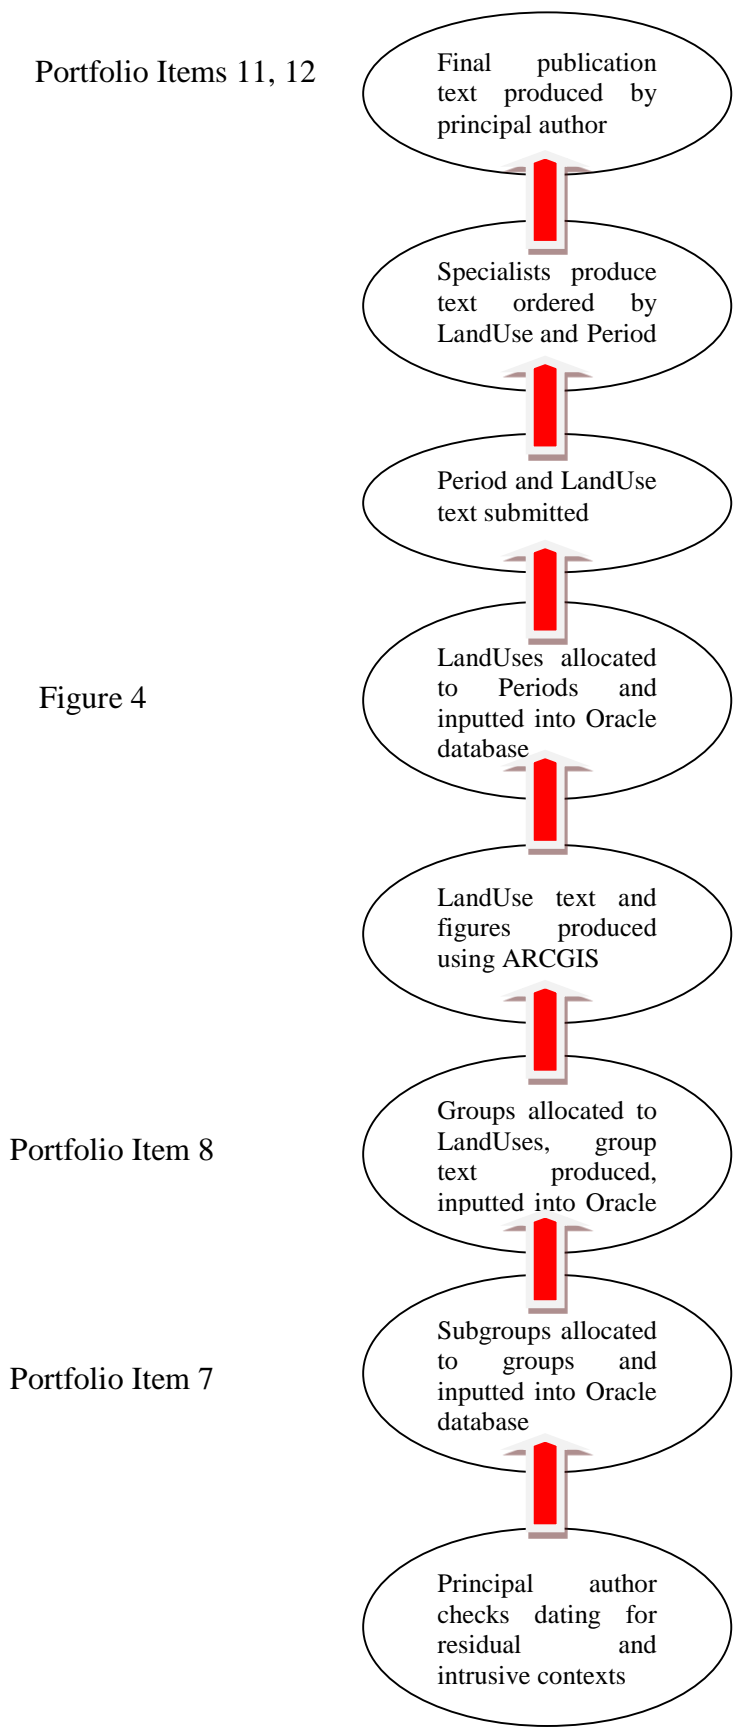 Portfolio Items 11, 12
Final publication
text produced by
principal author
Specialists produce
text ordered by
LandUse and Period
Period and LandUse
text submitted
Figure 4
LandUses allocated
to Periods and
inputted into Oracle
database
LandUse text and
figures produced
using ARCGIS
Portfolio Item 8
Groups allocated to
LandUses, group
text produced,
inputted into Oracle
Portfolio Item 7
Subgroups allocated
to groups and
inputted into Oracle
database
Principal author
checks dating for
residual and
intrusive contexts